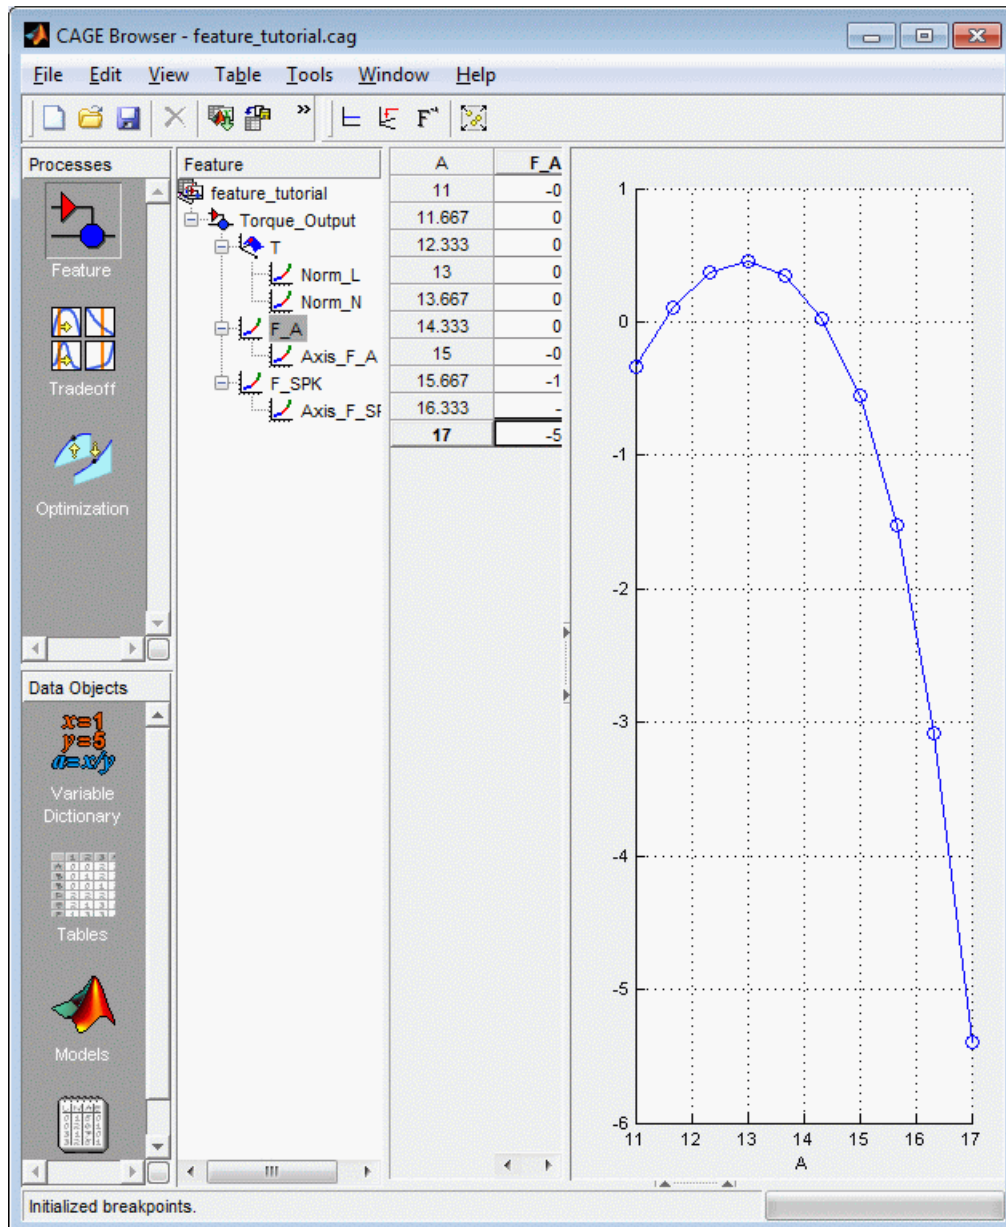 CAGE Browser - feature_tutorial.cag
File Edit View Table Tools Window Help
Processes
Feature
Tradeoff
Optimization
Data Objects
x=1
y=5
a=x/y
Variable
Dictionary
Tables
Models
Feature
feature_tutorial
Torque_Output
T
Norm_L
Norm_N
F_A
Axis_F_A
F_SPK
Axis_F_SP
A F_A
11 -0
11.667 0
12.333 0
13 0
13.667 0
14.333 0
15 -0
15.667 -1
16.333 -
17 -5
1
0
-1
-2
-3
-4
-5
-6
11 12 13 14 15 16 17
A
Initialized breakpoints.